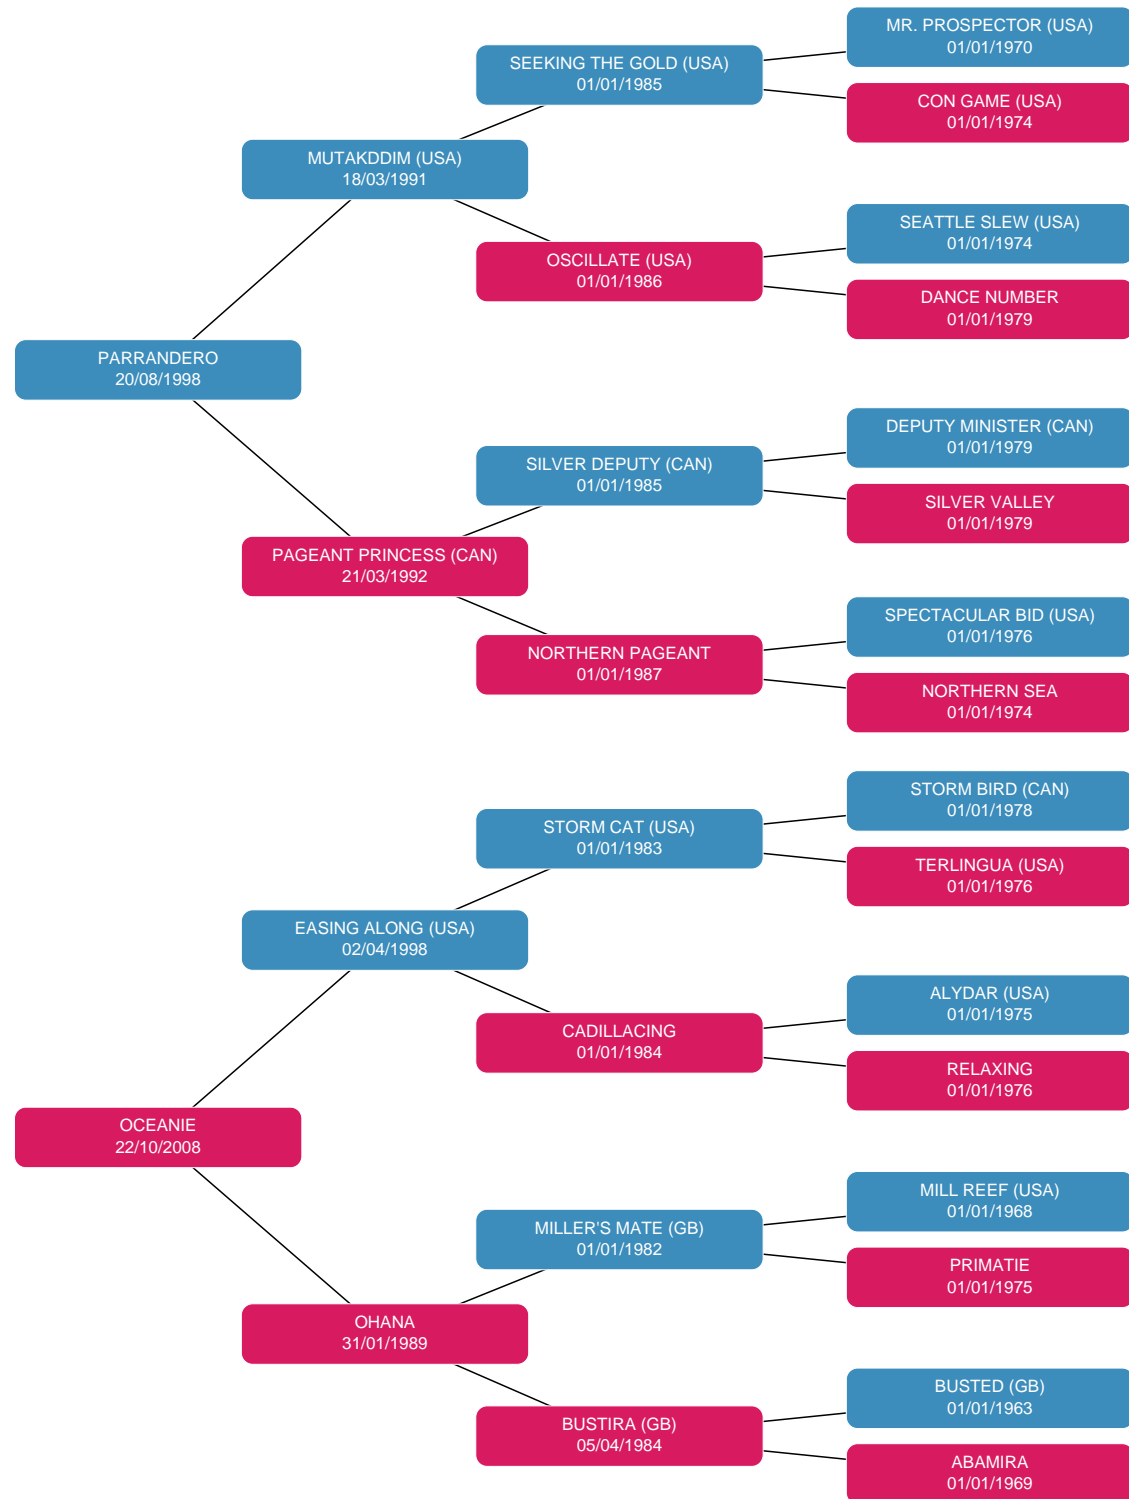 MR. PROSPECTOR (USA)
01/01/1970
SEEKING THE GOLD (USA)
01/01/1985
CON GAME (USA)
01/01/1974
MUTAKDDIM (USA)
18/03/1991
SEATTLE SLEW (USA)
01/01/1974
OSCILLATE (USA)
01/01/1986
DANCE NUMBER
01/01/1979
PARRANDERO
20/08/1998
DEPUTY MINISTER (CAN)
01/01/1979
SILVER DEPUTY (CAN)
01/01/1985
SILVER VALLEY
01/01/1979
PAGEANT PRINCESS (CAN)
21/03/1992
SPECTACULAR BID (USA)
01/01/1976
NORTHERN PAGEANT
01/01/1987
NORTHERN SEA
01/01/1974
STORM BIRD (CAN)
01/01/1978
STORM CAT (USA)
01/01/1983
TERLINGUA (USA)
01/01/1976
EASING ALONG (USA)
02/04/1998
ALYDAR (USA)
01/01/1975
CADILLACING
01/01/1984
RELAXING
01/01/1976
OCEANIE
22/10/2008
MILL REEF (USA)
01/01/1968
MILLER'S MATE (GB)
01/01/1982
PRIMATIE
01/01/1975
OHANA
31/01/1989
BUSTED (GB)
01/01/1963
BUSTIRA (GB)
05/04/1984
ABAMIRA
01/01/1969